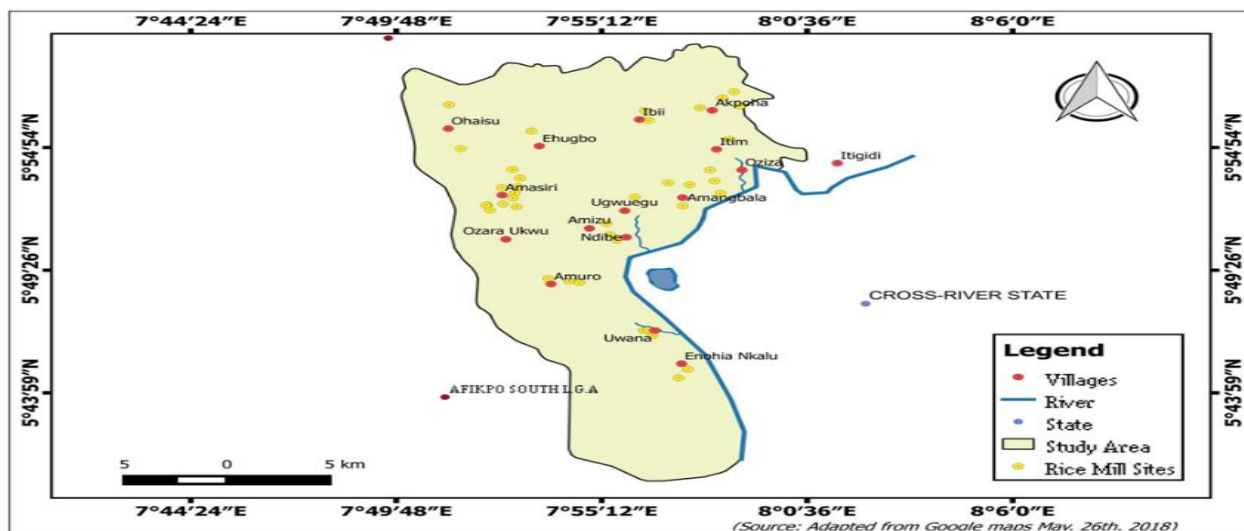 7°44′24″E 7°49′48″E 7°55′12″E 8°0′36″E 8°6′0″E
5°54′54″N 5°54′54″N
5°49′26″N 5°49′26″N
5°43′59″N 5°43′59″N
Akpoha
Ibii
Ohaisu
Ehugbo
Itim
Oziza
Itigidi
Amasiri
Amangbala
Ugwuegu
Amizu
Ndibe
Ozara Ukwu
Amuro
CROSS-RIVER STATE
Uwana
Enohia Nkalu
AFIKPO SOUTH L.G.A
Legend
Villages
River
State
Study Area
Rice Mill Sites
5 0 5 km
7°44′24″E 7°49′48″E 7°55′12″E 8°0′36″E 8°6′0″E
(Source: Adapted from Google maps May, 26th, 2018)